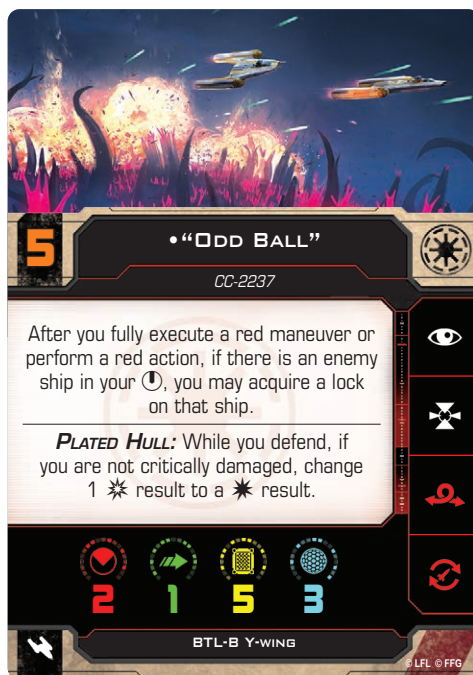 5
•“Odd Ball”
CC-2237
After you fully execute a red maneuver or
perform a red action, if there is an enemy
ship in your , you may acquire a lock
on that ship.
Plated Hull: While you defend, if
you are not critically damaged, change
1 result to a result.
2 1 5 3
BTL-B Y-wing
© LFL © FFG